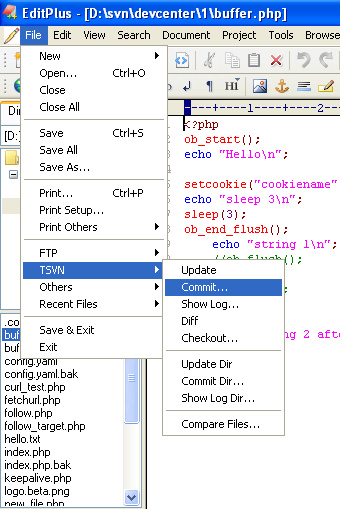 EditPlus - [D:\svn\devcenter\1\buffer.php]
File Edit View Search Document Project Tools
New
Open... Ctrl+O
Close
Close All
Save Ctrl+S
Save All
Save As...
Print... Ctrl+P
Print Setup...
Print Others
FTP
TSVN
Others
Recent Files
Save & Exit
Exit
Update
Commit...
Show Log...
Diff
Checkout...
Update Dir
Commit Dir...
Show Log Dir...
Compare Files...
Di
[D:
----+----1----+----2--
<?php
ob_start();
echo "Hello\n";
setcookie("cookiename"
echo "sleep 3\n";
sleep(3);
ob_end_flush();
echo "string 1\n";
//ob_flush();
ng 2 afte
.co
buf
buf
config.yaml
config.yaml.bak
curl_test.php
fetchurl.php
follow.php
follow_target.php
hello.txt
index.php
index.php.bak
keepalive.php
logo.beta.png
new_file.php